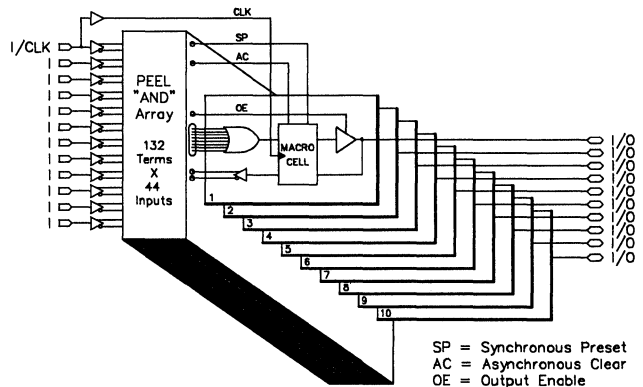 CLK
I/CLK
SP
I
AC
I
I
PEEL
"AND"
Array
132
Terms
X
44
Inputs
I
I
I
I
I
I
I
I
I
OE
MACRO
CELL
1
2
3
4
5
6
7
8
9
10
I/O
I/O
I/O
I/O
I/O
I/O
I/O
I/O
I/O
I/O
SP = Synchronous Preset
AC = Asynchronous Clear
OE = Output Enable